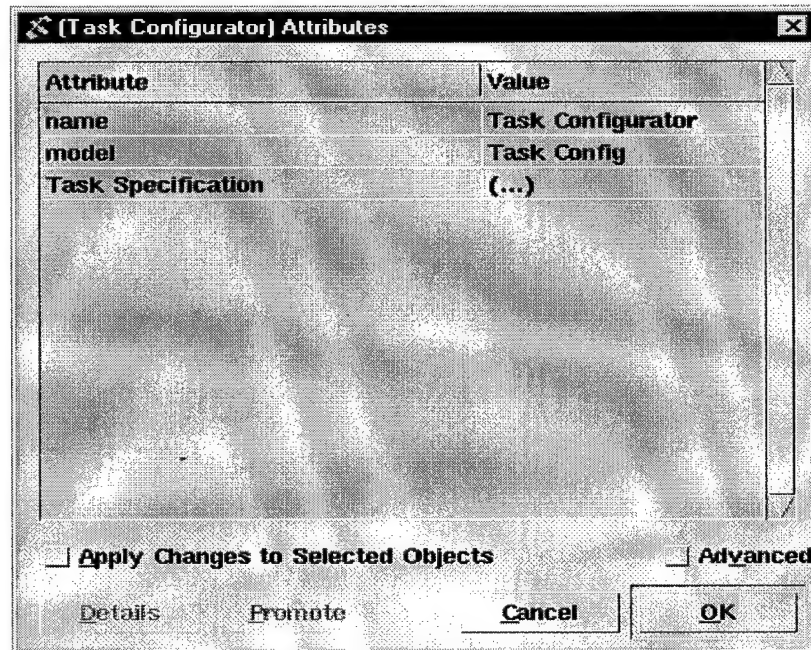 (Task Configurator) Attributes
Attribute Value
name Task Configurator
model Task Config
Task Specification (...)
Apply Changes to Selected Objects Advanced
Details Promote Cancel OK